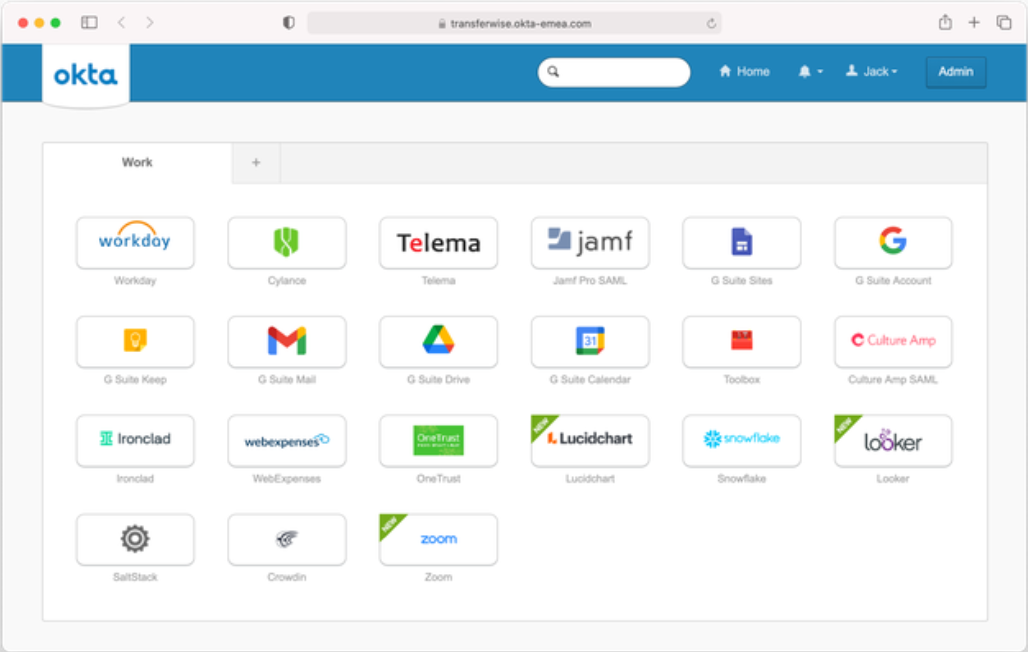 transferwise.okta-emea.com
okta
Home
Jack
Admin
Work
+
workday
Telema
jamf
Workday
Cylance
Telema
Jamf Pro SAML
G Suite Sites
G Suite Account
31
Culture Amp
G Suite Keep
G Suite Mail
G Suite Drive
G Suite Calendar
Toolbox
Culture Amp SAML
Ironclad
webexpenses
OneTrust
NEW
Lucidchart
snowflake
NEW
looker
Ironclad
WebExpenses
OneTrust
Lucidchart
Snowflake
Looker
NEW
zoom
SaltStack
Crowdin
Zoom